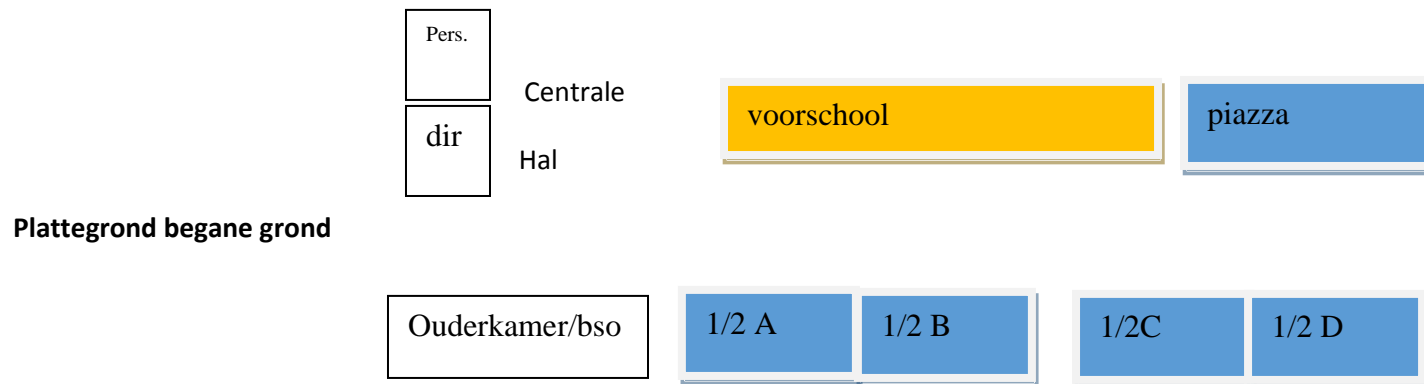 Pers.
Centrale
voorschool
piazza
dir
Hal
Plattegrond begane grond
Ouderkamer/bso
1/2 A
1/2 B
1/2C
1/2 D